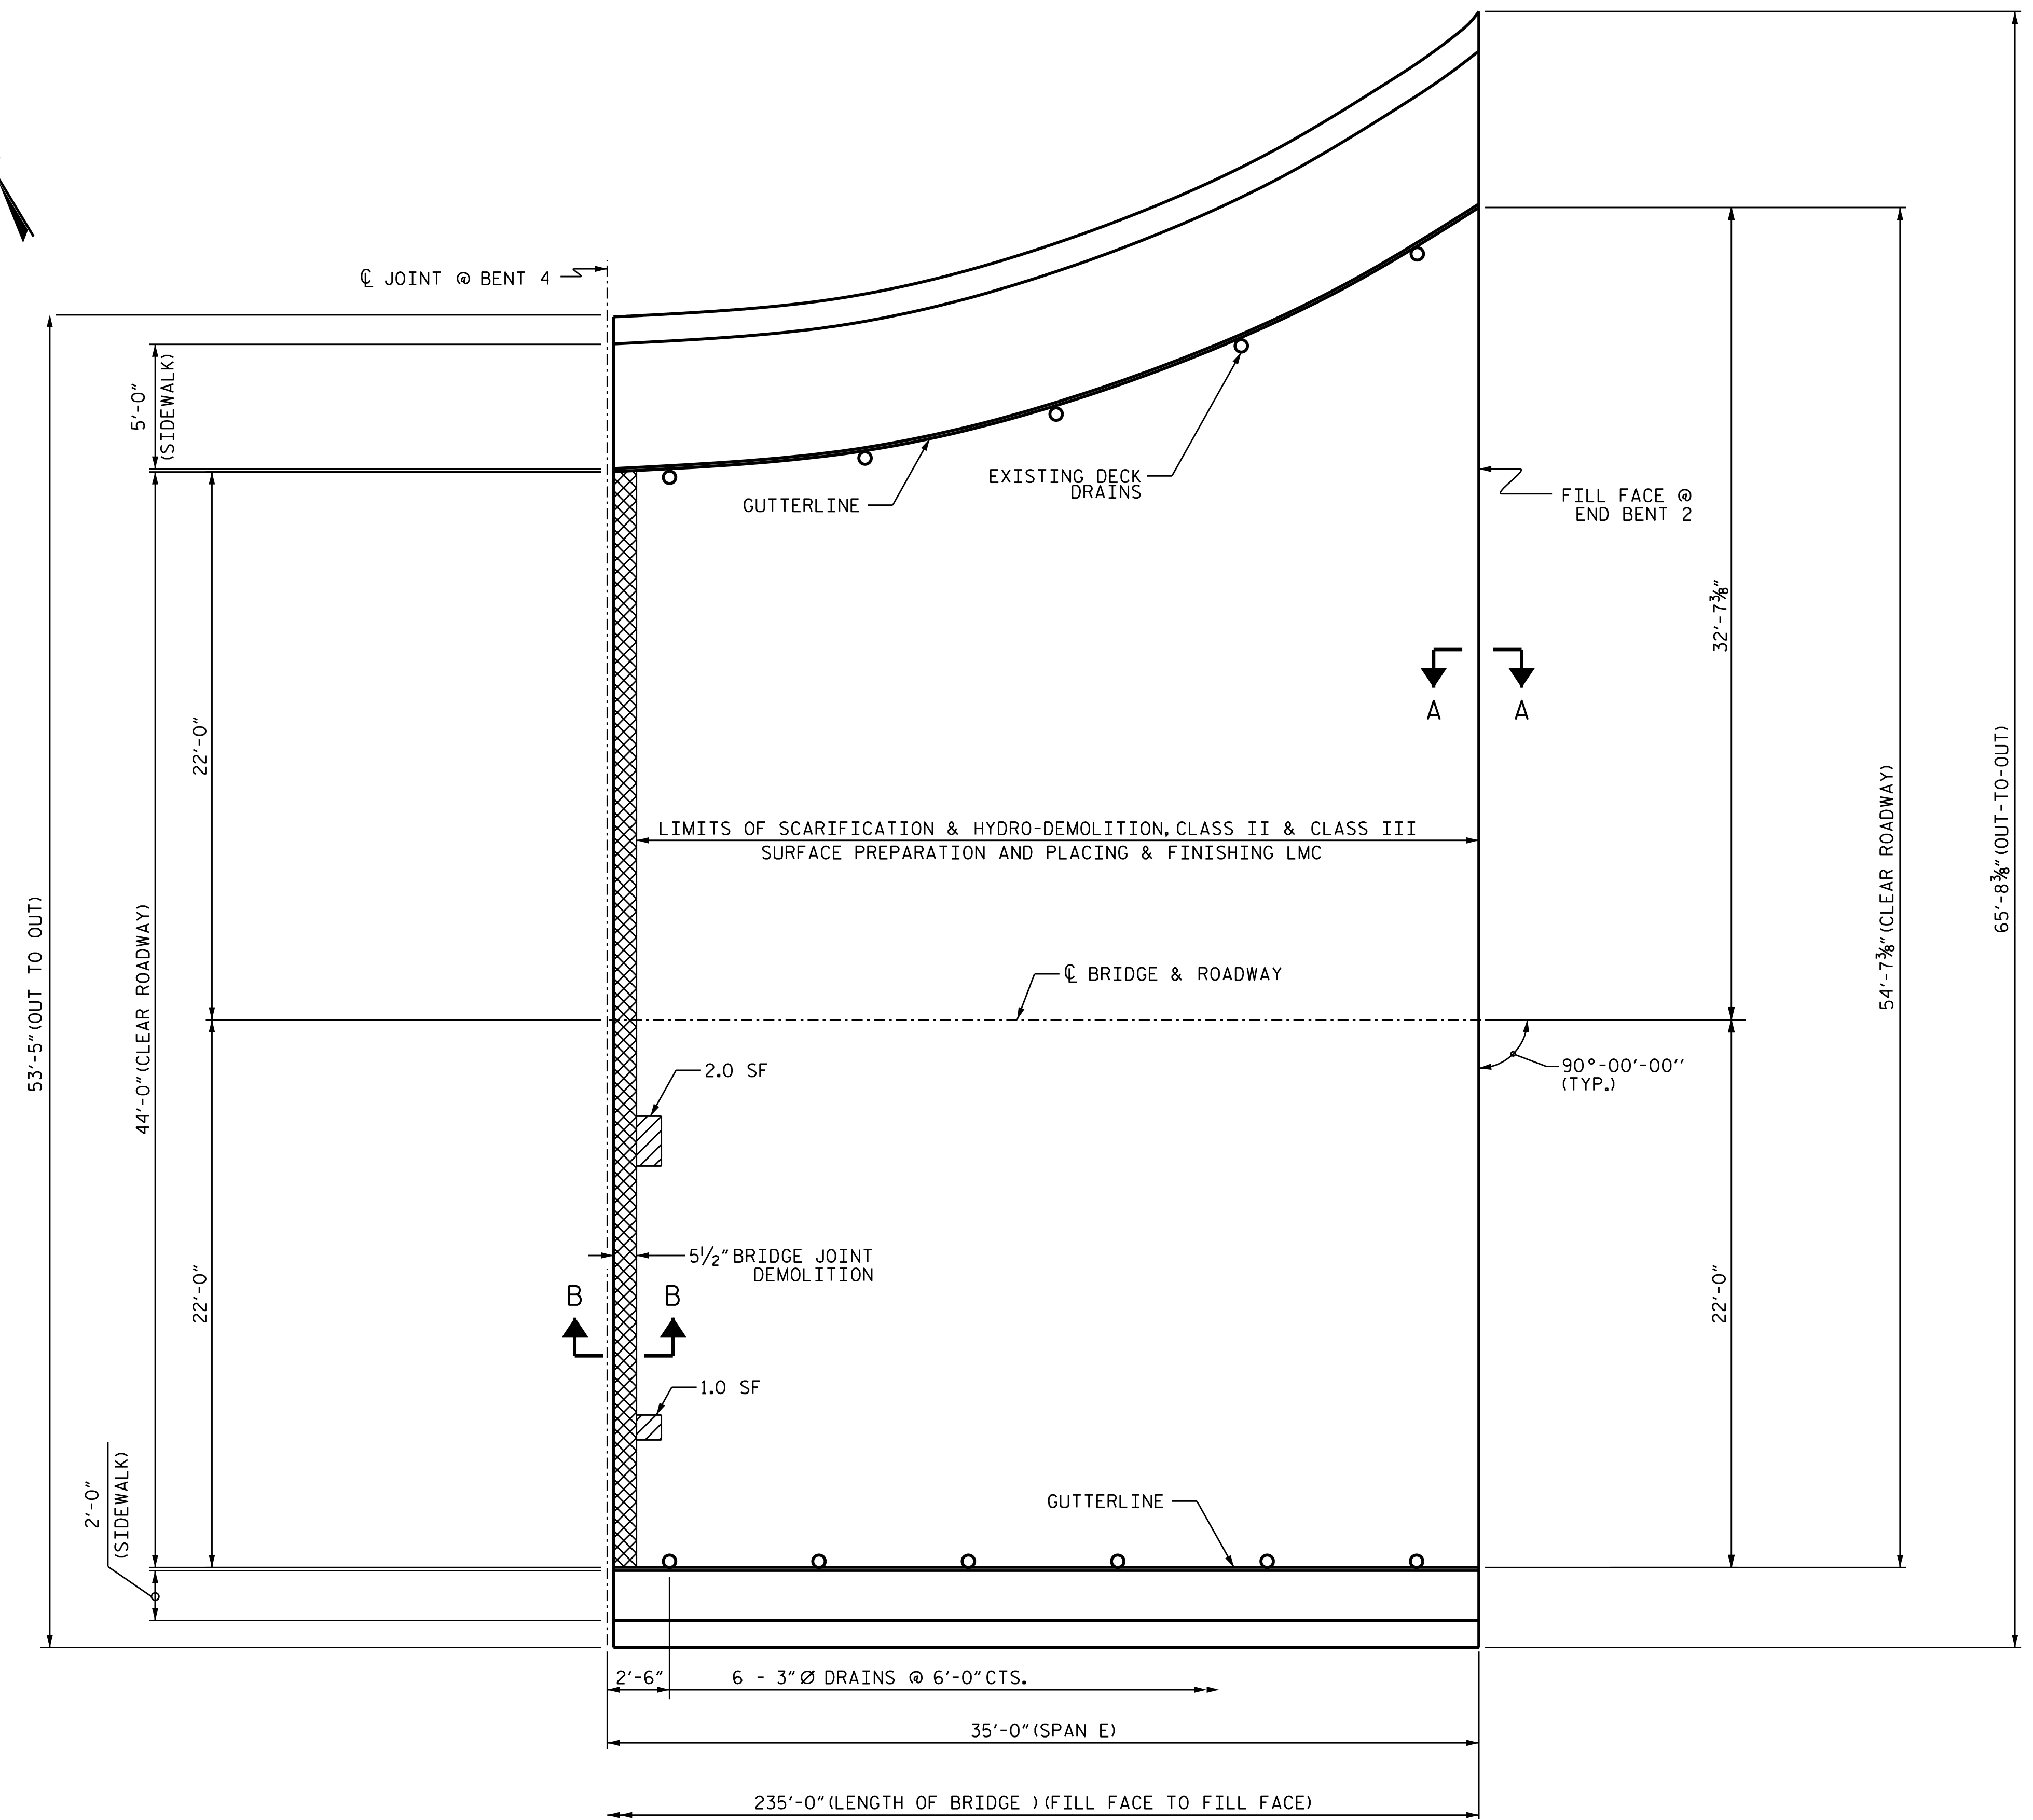 ℄ JOINT @ BENT 4
5'-0"
(SIDEWALK)
GUTTERLINE
EXISTING DECK
DRAINS
FILL FACE @
END BENT 2
32'-7⅜"
22'-0"
A A
LIMITS OF SCARIFICATION & HYDRO-DEMOLITION, CLASS II & CLASS III
SURFACE PREPARATION AND PLACING & FINISHING LMC
53'-5" (OUT TO OUT)
44'-0" (CLEAR ROADWAY)
54'-7⅜" (CLEAR ROADWAY)
65'-8⅜" (OUT-TO-OUT)
℄ BRIDGE & ROADWAY
2.0 SF
90°-00'-00''
(TYP.)
5½" BRIDGE JOINT
DEMOLITION
22'-0"
22'-0"
B B
1.0 SF
2'-0"
(SIDEWALK)
GUTTERLINE
2'-6"
6 - 3" Ø DRAINS @ 6'-0" CTS.
35'-0" (SPAN E)
235'-0" (LENGTH OF BRIDGE ) (FILL FACE TO FILL FACE)